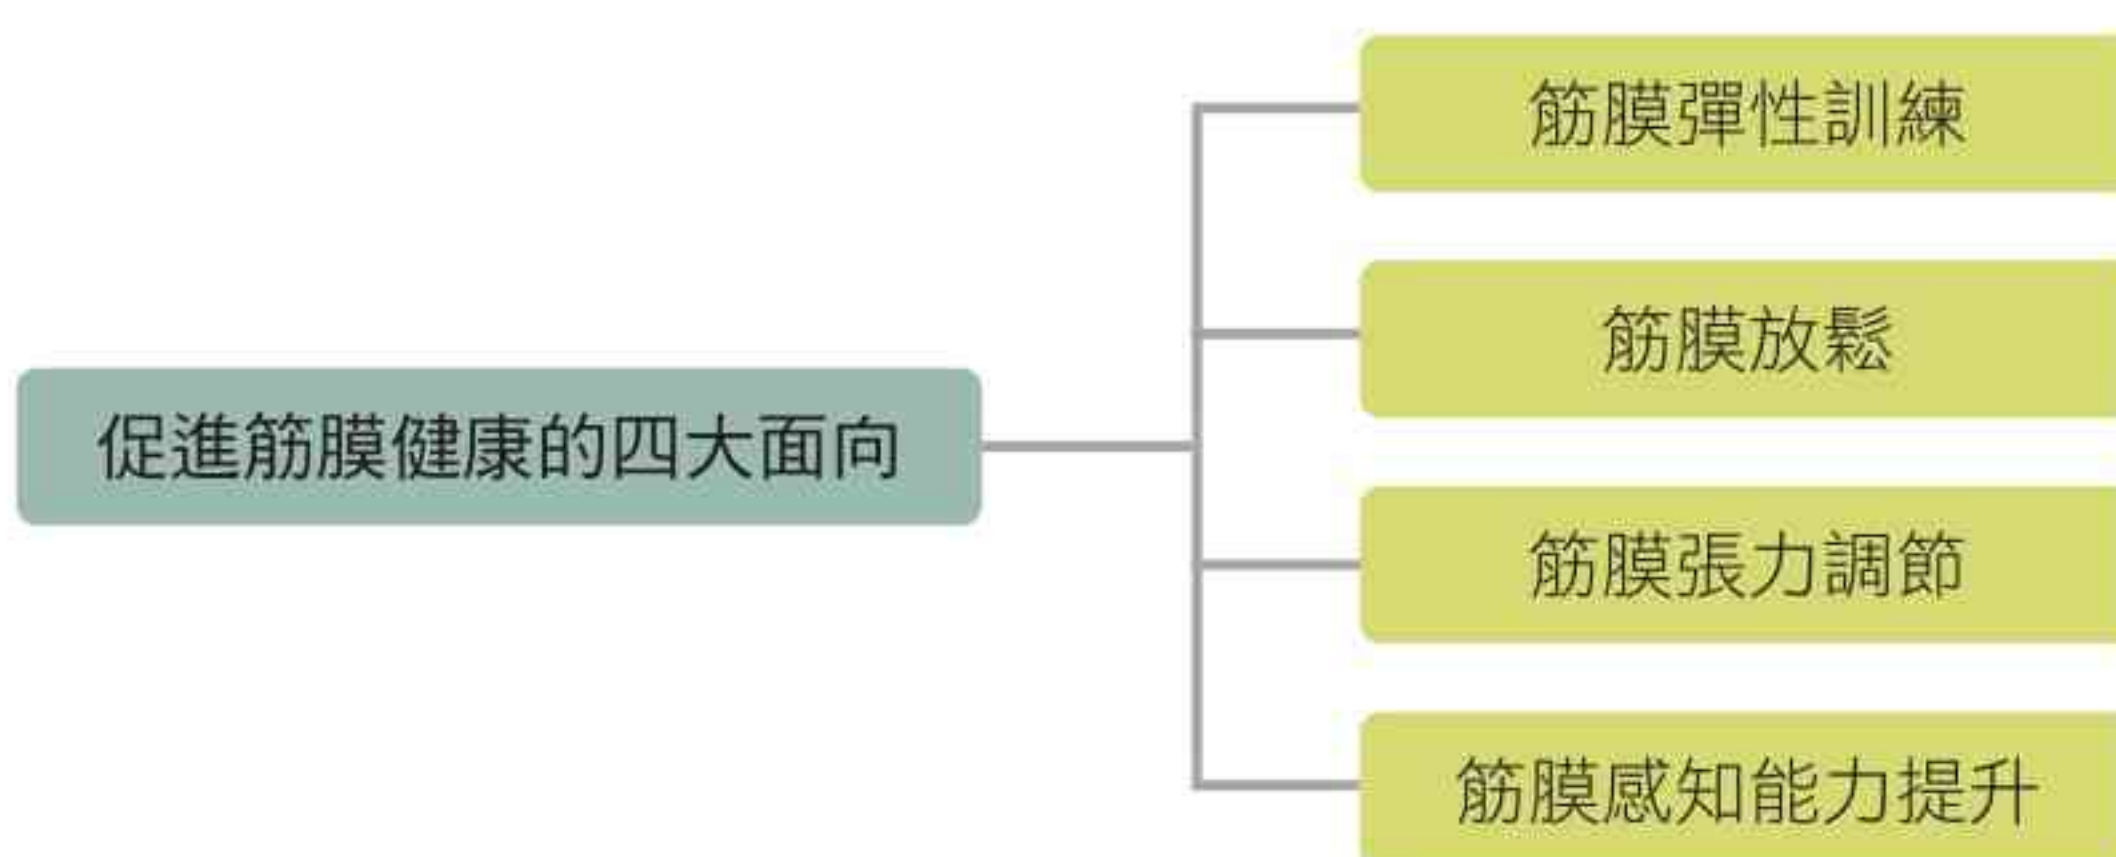 促進筋膜健康的四大面向
筋膜彈性訓練
筋膜放鬆
筋膜張力調節
筋膜感知能力提升